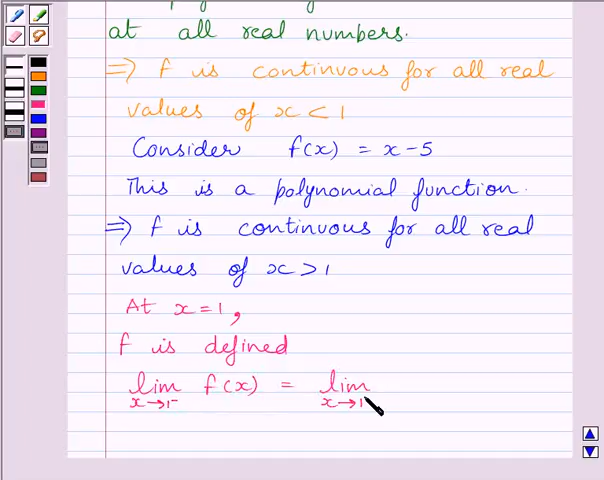 at all real numbers.
⇒ f is continuous for all real
values of x < 1
Consider f(x) = x - 5
This is a polynomial function.
⇒ f is continuous for all real
values of x > 1
At x = 1,
f is defined
lim f(x) = lim
x→1⁻ x→1